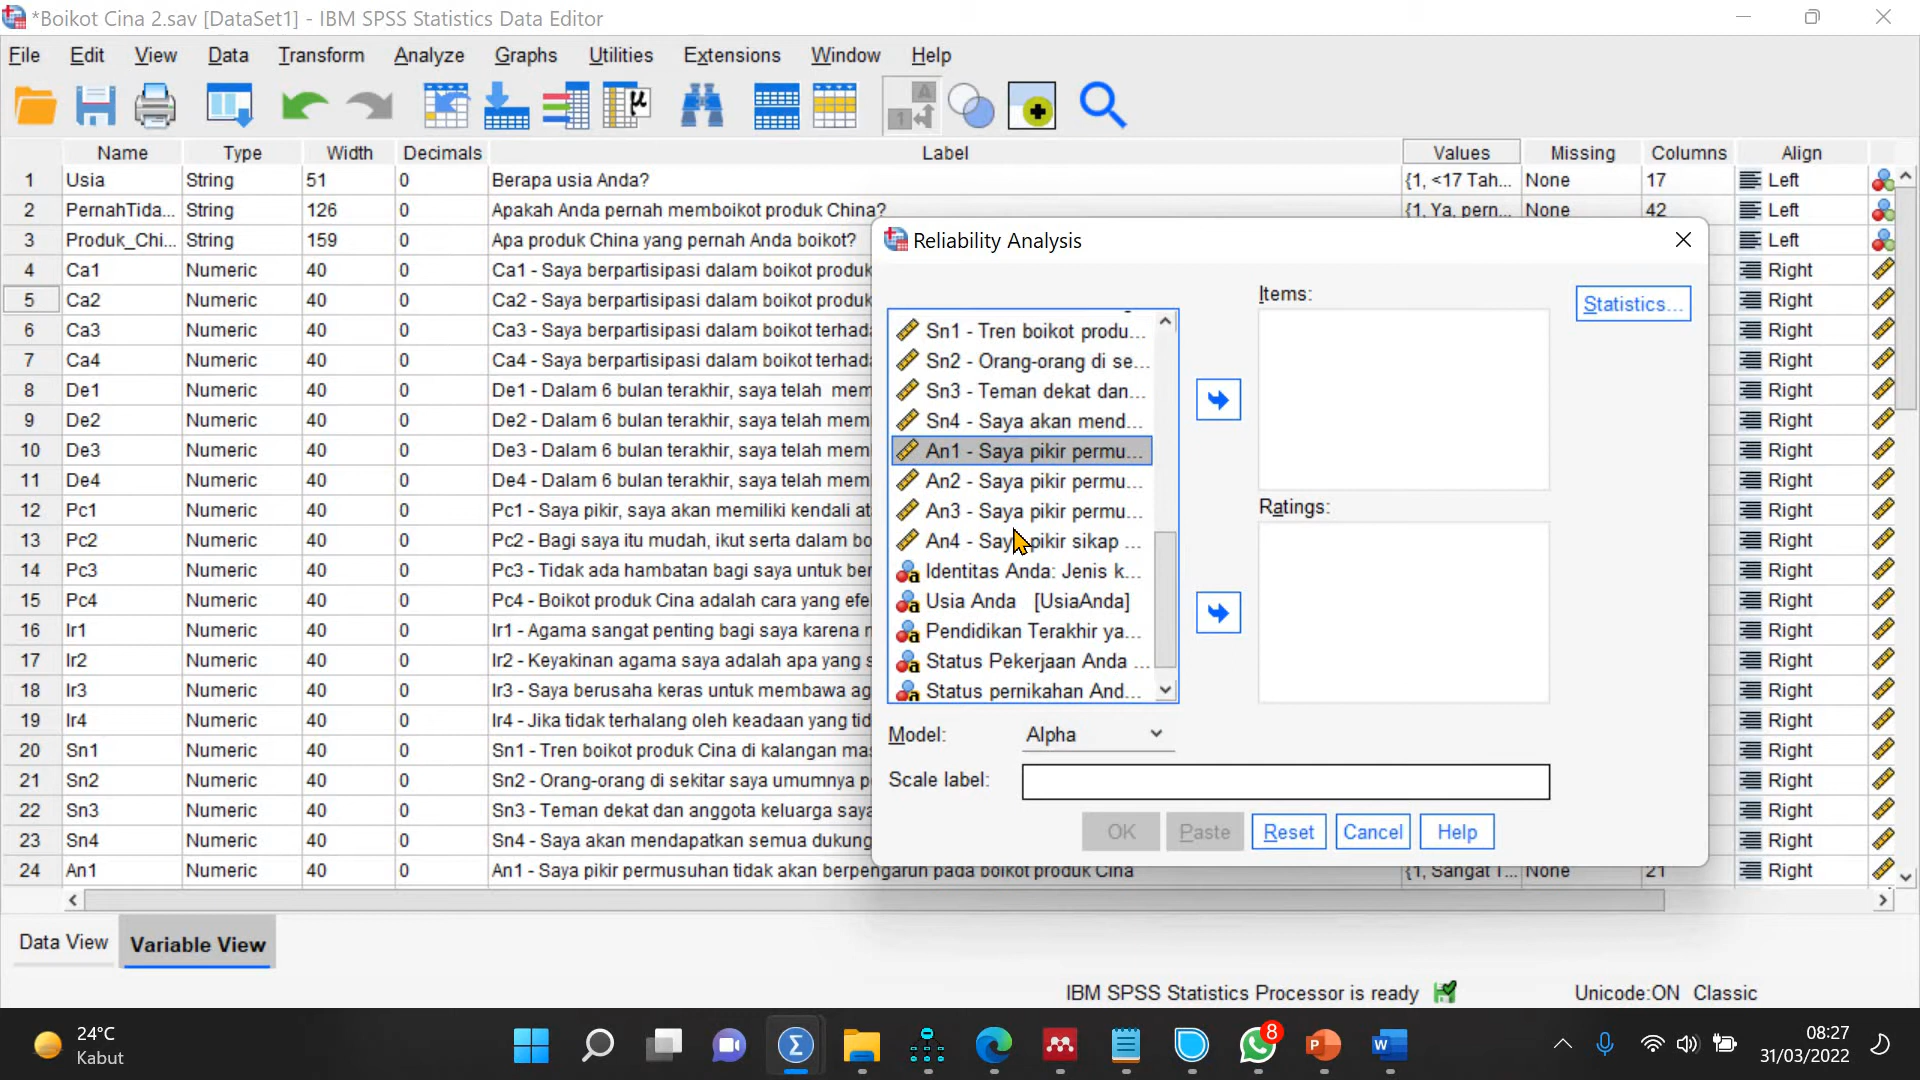 *Boikot Cina 2.sav [DataSet1] - IBM SPSS Statistics Data Editor
File Edit View Data Transform Analyze Graphs Utilities Extensions Window Help
Name Type Width Decimals Label Values Missing Columns Align
1 Usia String 51 0 Berapa usia Anda? {1, <17 Tah... None 17 Left
2 PernahTida... String 126 0 Apakah Anda pernah memboikot produk China? {1, Ya, pern... None 42 Left
3 Produk_Chi... String 159 0 Apa produk China yang pernah Anda boikot? Left
4 Ca1 Numeric 40 0 Ca1 - Saya berpartisipasi dalam boikot produk Right
5 Ca2 Numeric 40 0 Ca2 - Saya berpartisipasi dalam boikot produk Right
6 Ca3 Numeric 40 0 Ca3 - Saya berpartisipasi dalam boikot terhada Right
7 Ca4 Numeric 40 0 Ca4 - Saya berpartisipasi dalam boikot terhada Right
8 De1 Numeric 40 0 De1 - Dalam 6 bulan terakhir, saya telah mem Right
9 De2 Numeric 40 0 De2 - Dalam 6 bulan terakhir, saya telah mem Right
10 De3 Numeric 40 0 De3 - Dalam 6 bulan terakhir, saya telah mem Right
11 De4 Numeric 40 0 De4 - Dalam 6 bulan terakhir, saya telah mem Right
12 Pc1 Numeric 40 0 Pc1 - Saya pikir, saya akan memiliki kendali at Right
13 Pc2 Numeric 40 0 Pc2 - Bagi saya itu mudah, ikut serta dalam bo Right
14 Pc3 Numeric 40 0 Pc3 - Tidak ada hambatan bagi saya untuk ber Right
15 Pc4 Numeric 40 0 Pc4 - Boikot produk Cina adalah cara yang efe Right
16 Ir1 Numeric 40 0 Ir1 - Agama sangat penting bagi saya karena Right
17 Ir2 Numeric 40 0 Ir2 - Keyakinan agama saya adalah apa yang s Right
18 Ir3 Numeric 40 0 Ir3 - Saya berusaha keras untuk membawa ag Right
19 Ir4 Numeric 40 0 Ir4 - Jika tidak terhalang oleh keadaan yang tid Right
20 Sn1 Numeric 40 0 Sn1 - Tren boikot produk Cina di kalangan mas Right
21 Sn2 Numeric 40 0 Sn2 - Orang-orang di sekitar saya umumnya p Right
22 Sn3 Numeric 40 0 Sn3 - Teman dekat dan anggota keluarga saya Right
23 Sn4 Numeric 40 0 Sn4 - Saya akan mendapatkan semua dukung Right
24 An1 Numeric 40 0 An1 - Saya pikir permusuhan tidak akan berpengaruh pada boikot produk Cina {1, Sangat T... None 21 Right
Reliability Analysis
Sn1 - Tren boikot produ...
Sn2 - Orang-orang di se...
Sn3 - Teman dekat dan...
Sn4 - Saya akan mend...
An1 - Saya pikir permu...
An2 - Saya pikir permu...
An3 - Saya pikir permu...
An4 - Saya pikir sikap ...
Identitas Anda: Jenis k...
Usia Anda [UsiaAnda]
Pendidikan Terakhir ya...
Status Pekerjaan Anda ...
Status pernikahan And...
Items:
Statistics...
Ratings:
Model: Alpha
Scale label:
OK Paste Reset Cancel Help
Data View Variable View
IBM SPSS Statistics Processor is ready Unicode:ON Classic
24°C
Kabut
8
08:27
31/03/2022